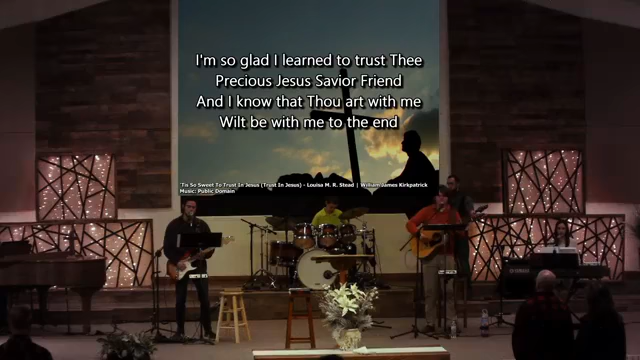 I'm so glad I learned to trust Thee
Precious Jesus Savior Friend
And I know that Thou art with me
Wilt be with me to the end
'Tis So Sweet To Trust In Jesus (Trust In Jesus) - Louisa M. R. Stead | William James Kirkpatrick
Music: Public Domain